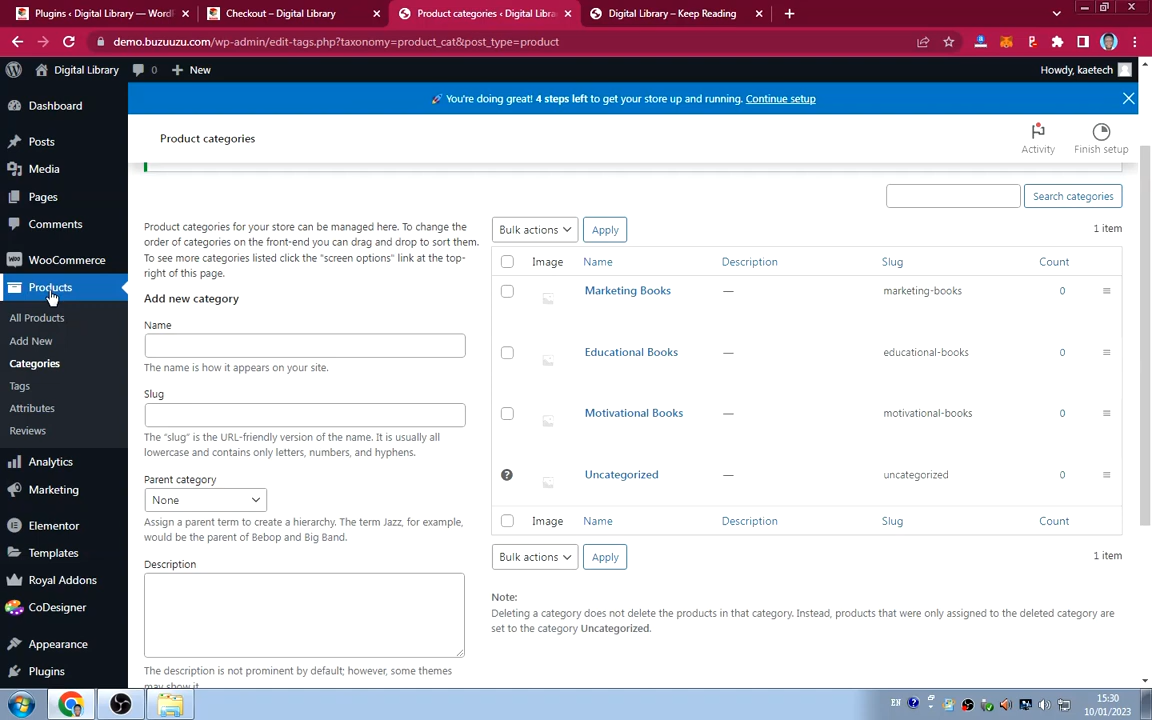 Plugins < Digital Library — WordP
Checkout – Digital Library
Product categories < Digital Libra
Digital Library – Keep Reading
demo.buzuuzu.com/wp-admin/edit-tags.php?taxonomy=product_cat&post_type=product
Digital Library
0
New
Howdy, kaetech
Dashboard
Posts
Media
Pages
Comments
WooCommerce
Products
All Products
Add New
Categories
Tags
Attributes
Reviews
Analytics
Marketing
Elementor
Templates
Royal Addons
CoDesigner
Appearance
Plugins
🚀 You're doing great! 4 steps left to get your store up and running. Continue setup
Product categories
Activity
Finish setup
Search categories
Product categories for your store can be managed here. To change the
order of categories on the front-end you can drag and drop to sort them.
To see more categories listed click the "screen options" link at the top-
right of this page.
Add new category
Name
The name is how it appears on your site.
Slug
The “slug” is the URL-friendly version of the name. It is usually all
lowercase and contains only letters, numbers, and hyphens.
Parent category
None
Assign a parent term to create a hierarchy. The term Jazz, for example,
would be the parent of Bebop and Big Band.
Description
The description is not prominent by default; however, some themes
may show it.
Bulk actions Apply 1 item
Image Name Description Slug Count
Marketing Books — marketing-books 0
Educational Books — educational-books 0
Motivational Books — motivational-books 0
Uncategorized — uncategorized 0
Image Name Description Slug Count
Bulk actions Apply 1 item
Note:
Deleting a category does not delete the products in that category. Instead, products that were only assigned to the deleted category are
set to the category Uncategorized.
EN
15:30
10/01/2023